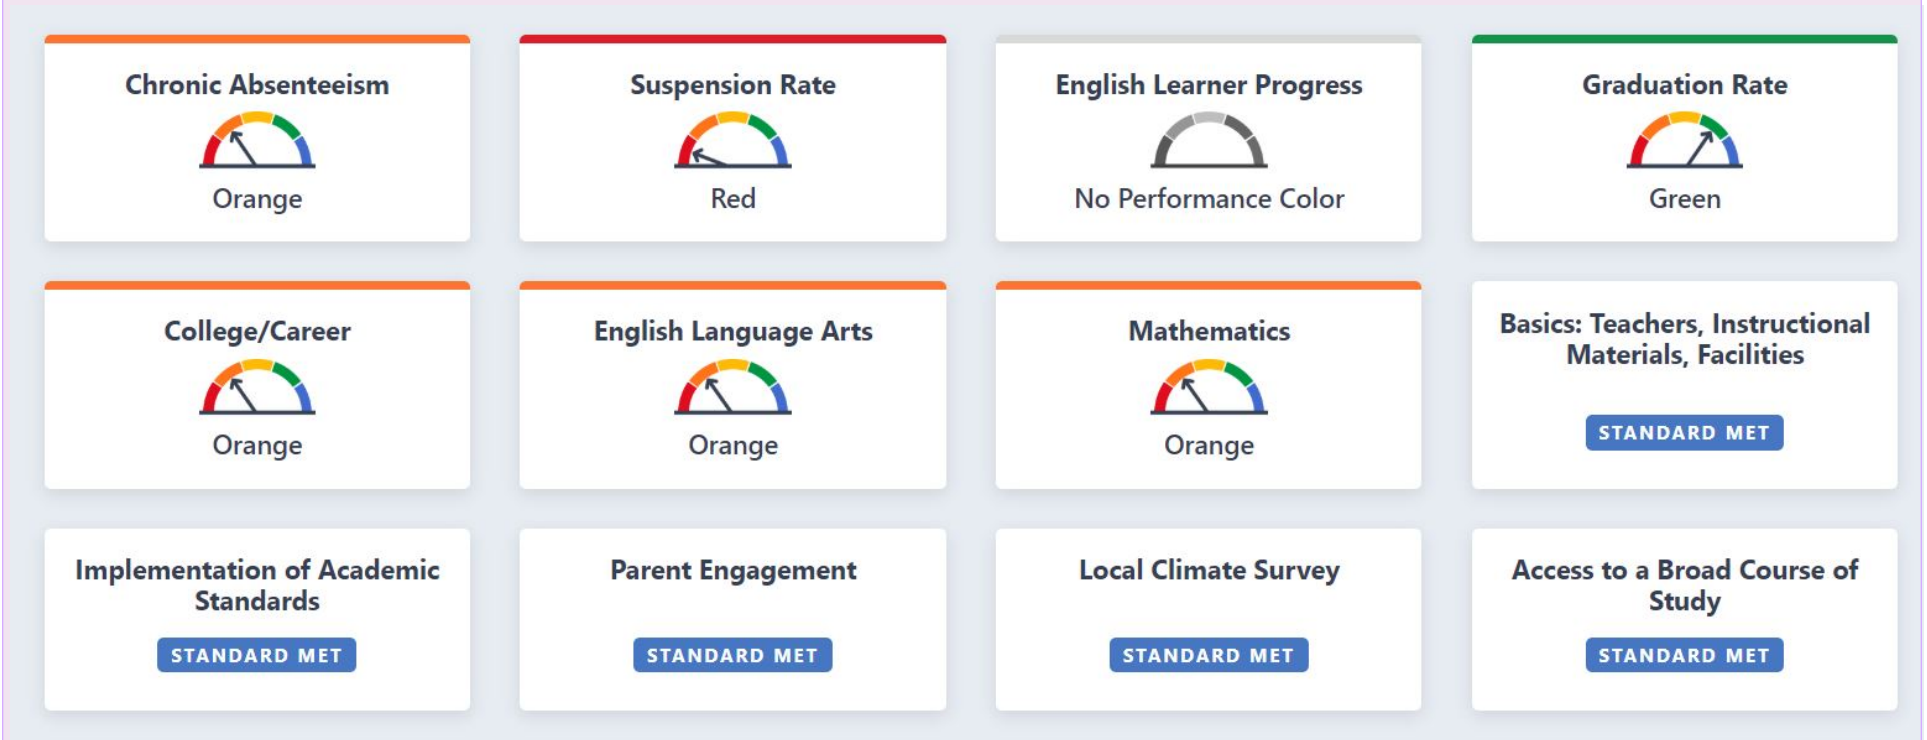 Chronic Absenteeism
Orange
Suspension Rate
Red
English Learner Progress
No Performance Color
Graduation Rate
Green
College/Career
Orange
English Language Arts
Orange
Mathematics
Orange
Basics: Teachers, Instructional
Materials, Facilities
STANDARD MET
Implementation of Academic
Standards
STANDARD MET
Parent Engagement
STANDARD MET
Local Climate Survey
STANDARD MET
Access to a Broad Course of
Study
STANDARD MET